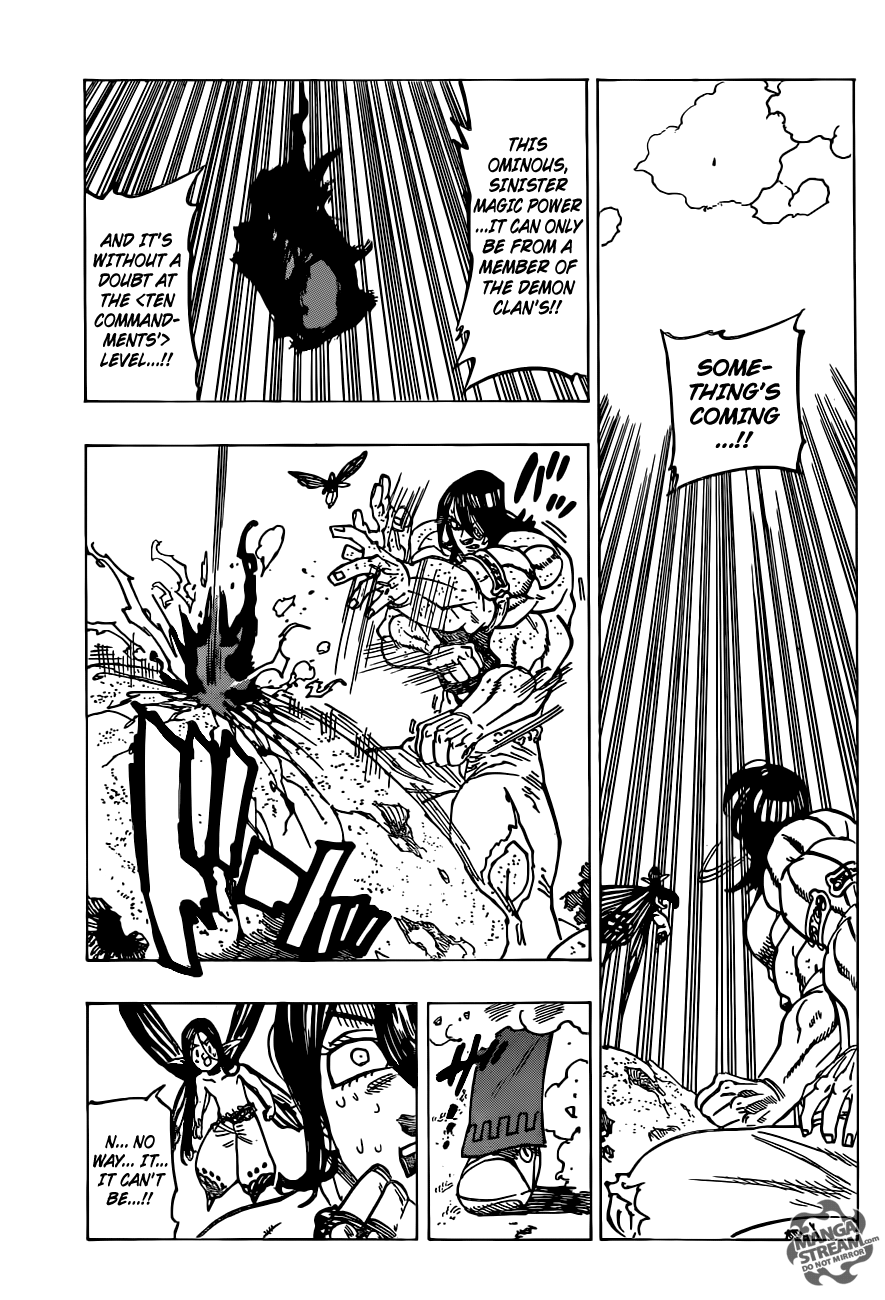 SOME-
THING'S
COMING
...!!
THIS
OMINOUS,
SINISTER
MAGIC POWER
...IT CAN ONLY
BE FROM A
MEMBER OF
THE DEMON
CLAN'S!!
AND IT'S
WITHOUT A
DOUBT AT
THE <TEN
COMMAND-
MENTS'>
LEVEL...!!
N... NO
WAY... IT...
IT CAN'T
BE...!!
MANGA
STREAM.com
DO NOT MIRROR